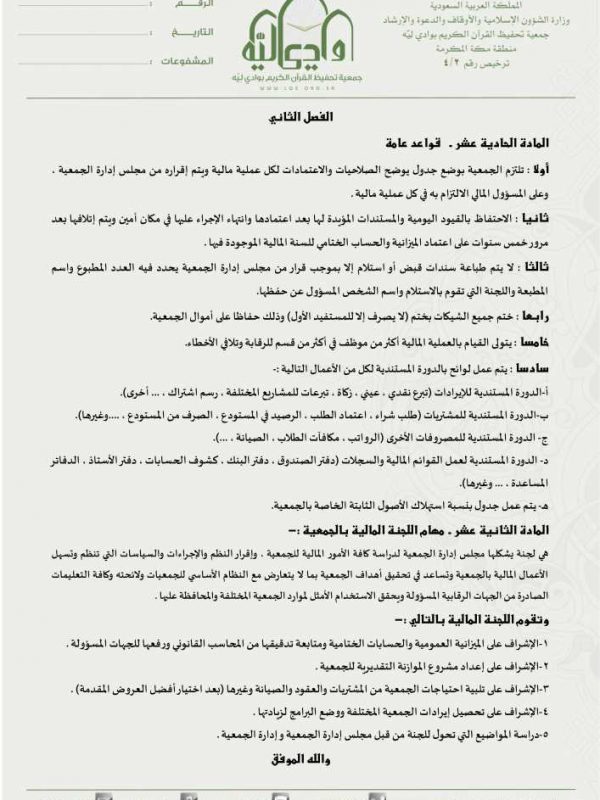 المملكة العربية السعودية
وزارة الشؤون الإسلامية والأوقاف والدعوة والإرشاد
جمعية تحفيظ القرآن الكريم بوادي ليّه
منطقة مكة المكرمة
ترخيص رقم ٤/٢
وادي ليّه
جمعية تحفيظ القرآن الكريم بوادي ليّه
WWW.LQE.ORG.SA
الرقم :
التاريخ :
المشفوعات :
الفصل الثاني
المادة الحادية عشر . قواعد عامة
أولا : تلتزم الجمعية بوضع جدول يوضح الصلاحيات والاعتمادات لكل عملية مالية ويتم إقراره من مجلس إدارة الجمعية .
وعلى المسؤول المالي الالتزام به في كل عملية مالية .
ثانيا : الاحتفاظ بالقيود اليومية والمستندات المؤيدة لها بعد اعتمادها وانتهاء الإجراء عليها في مكان أمين ويتم إتلافها بعد
مرور خمس سنوات على اعتماد الميزانية والحساب الختامي للسنة المالية الموجودة فيها .
ثالثا : لا يتم طباعة سندات قبض أو استلام إلا بموجب قرار من مجلس إدارة الجمعية يحدد فيه العدد المطبوع واسم
المطبعة واللجنة التي تقوم بالاستلام واسم الشخص المسؤول عن حفظها.
رابعا : ختم جميع الشيكات بختم (لا يصرف إلا للمستفيد الأول) وذلك حفاظا على أموال الجمعية.
خامسا : يتولى القيام بالعملية المالية أكثر من موظف في أكثر من قسم للرقابة وتلافي الأخطاء.
سادسا : يتم عمل لوائح بالدورة المستندية لكل من الأعمال التالية :-
أ-الدورة المستندية للإيرادات (تبرع نقدي ، عيني ، زكاة ، تبرعات للمشاريع المختلفة ، رسم اشتراك ، ... أخرى).
ب-الدورة المستندية للمشتريات (طلب شراء ، اعتماد الطلب ، الرصيد في المستودع ، الصرف من المستودع ، ....وغيرها).
ج- الدورة المستندية للمصروفات الأخرى (الرواتب ، مكافآت الطلاب ، الصيانة ، ...).
د- الدورة المستندية لعمل القوائم المالية والسجلات (دفتر الصندوق ، دفتر البنك ، كشوف الحسابات ، دفتر الأستاذ ، الدفاتر
المساعدة ، ... وغيرها).
هـ- يتم عمل جدول بنسبة استهلاك الأصول الثابتة الخاصة بالجمعية.
المادة الثانية عشر . مهام اللجنة المالية بالجمعية :–
هي لجنة يشكلها مجلس إدارة الجمعية لدراسة كافة الأمور المالية للجمعية ، وإقرار النظم والإجراءات والسياسات التي تنظم وتسهل
الأعمال المالية بالجمعية وتساعد في تحقيق أهداف الجمعية بما لا يتعارض مع النظام الأساسي للجمعيات ولائحته وكافة التعليمات
الصادرة من الجهات الرقابية المسؤولة ويحقق الاستخدام الأمثل لموارد الجمعية المختلفة والمحافظة عليها .
وتقوم اللجنة المالية بالتالي :–
١-الإشراف على الميزانية العمومية والحسابات الختامية ومتابعة تدقيقها من المحاسب القانوني ورفعها للجهات المسؤولة .
٢-الإشراف على إعداد مشروع الموازنة التقديرية للجمعية .
٣-الإشراف على تلبية احتياجات الجمعية من المشتريات والعقود والصيانة وغيرها (بعد اختيار أفضل العروض المقدمة) .
٤-الإشراف على تحصيل إيرادات الجمعية المختلفة ووضع البرامج لزيادتها .
٥-دراسة المواضيع التي تحول للجنة من قبل مجلس إدارة الجمعية و إدارة الجمعية .
والله الموفق